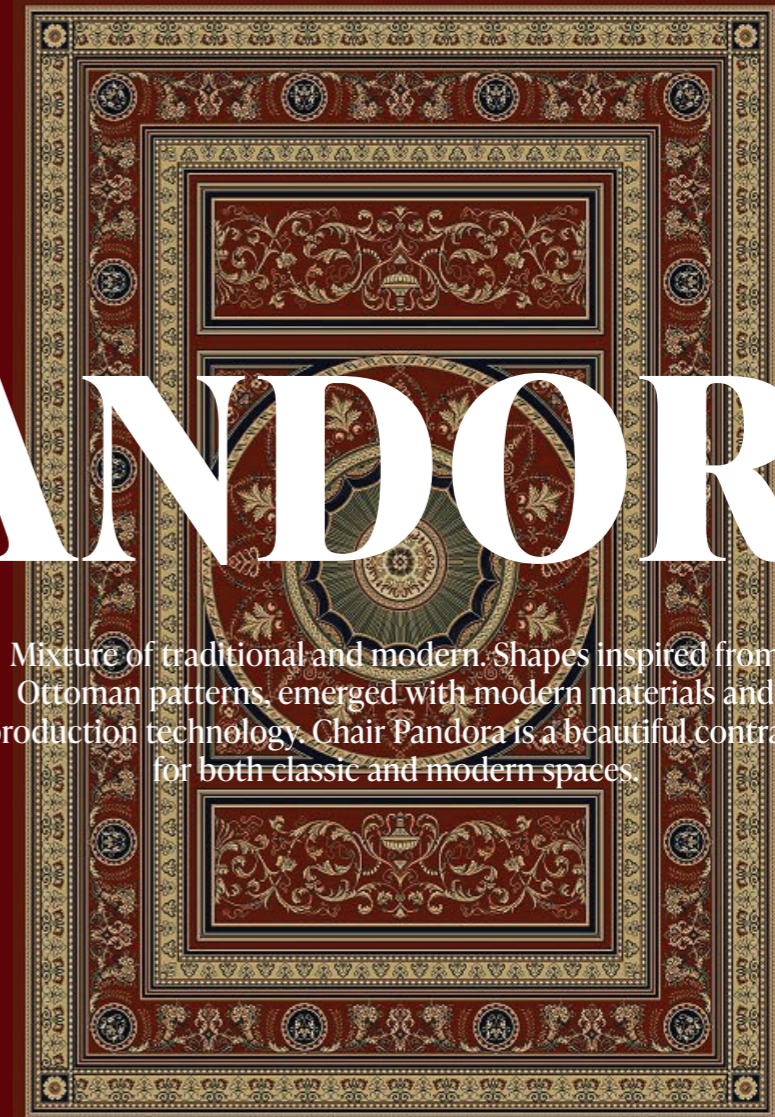 ANDOR
Mixture of traditional and modern. Shapes inspired from
Ottoman patterns, emerged with modern materials and
production technology. Chair Pandora is a beautiful contra
for both classic and modern spaces.